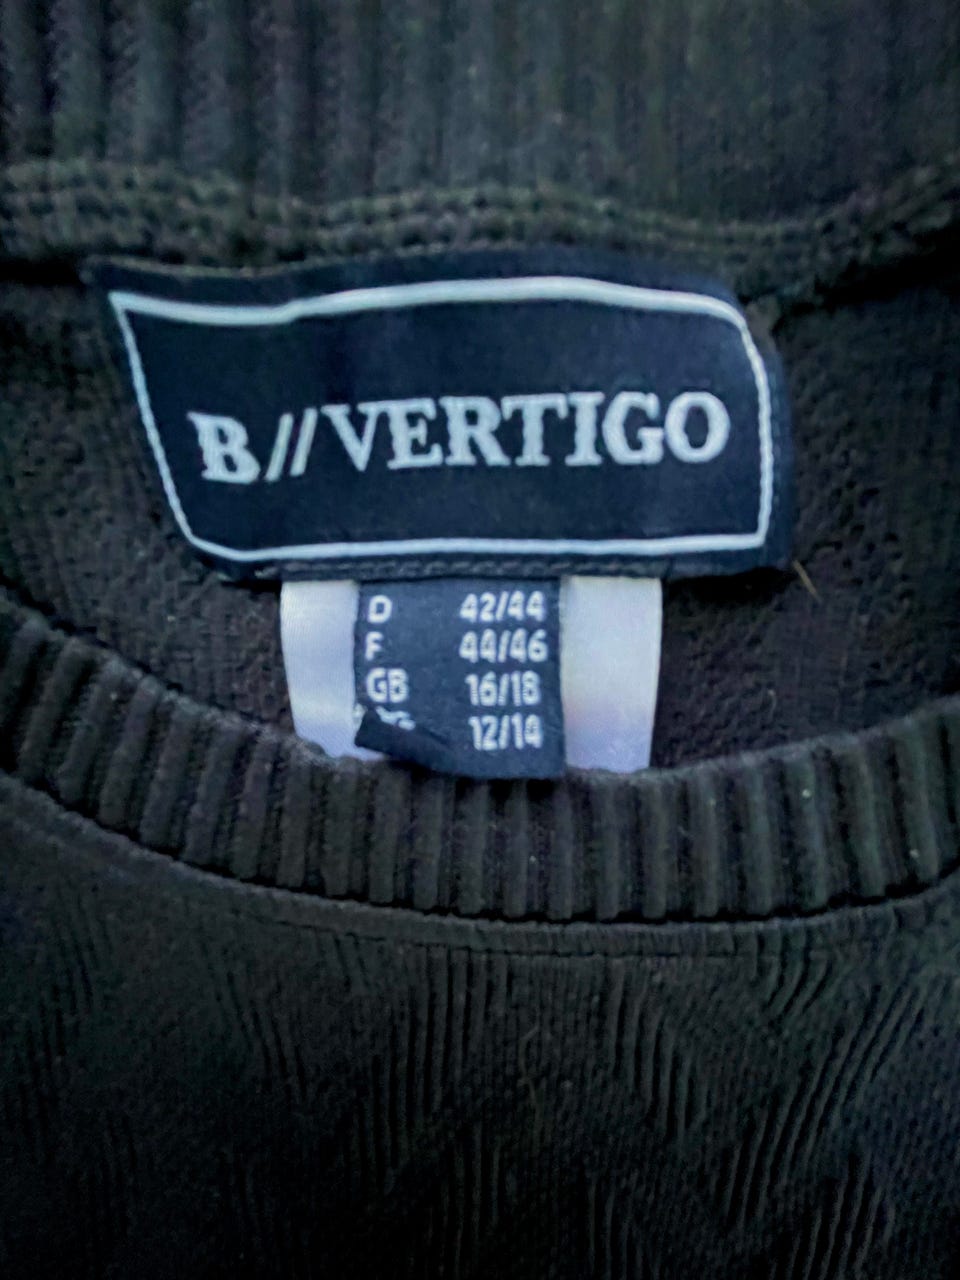 B//VERTIGO
D 42/44
F 44/46
GB 16/18
12/14